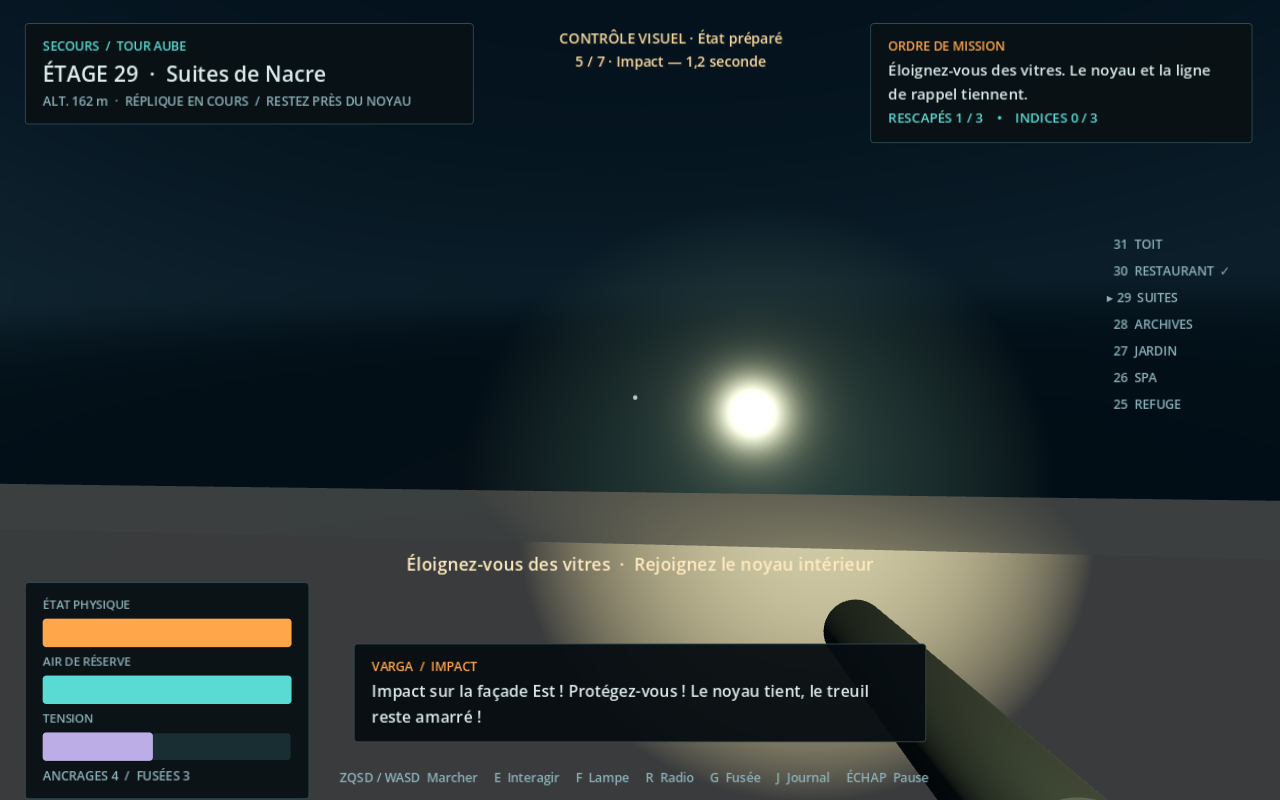 SECOURS / TOUR AUBE
ÉTAGE 29 · Suites de Nacre
ALT. 162 m · RÉPLIQUE EN COURS / RESTEZ PRÈS DU NOYAU
CONTRÔLE VISUEL · État préparé
5 / 7 · Impact — 1,2 seconde
ORDRE DE MISSION
Éloignez-vous des vitres. Le noyau et la ligne
de rappel tiennent.
RESCAPÉS 1 / 3 • INDICES 0 / 3
31 TOIT
30 RESTAURANT ✓
▸ 29 SUITES
28 ARCHIVES
27 JARDIN
26 SPA
25 REFUGE
Éloignez-vous des vitres · Rejoignez le noyau intérieur
ÉTAT PHYSIQUE
AIR DE RÉSERVE
TENSION
ANCRAGES 4 / FUSÉES 3
VARGA / IMPACT
Impact sur la façade Est ! Protégez-vous ! Le noyau tient, le treuil
reste amarré !
ZQSD / WASD Marcher E Interagir F Lampe R Radio G Fusée J Journal ÉCHAP Pause